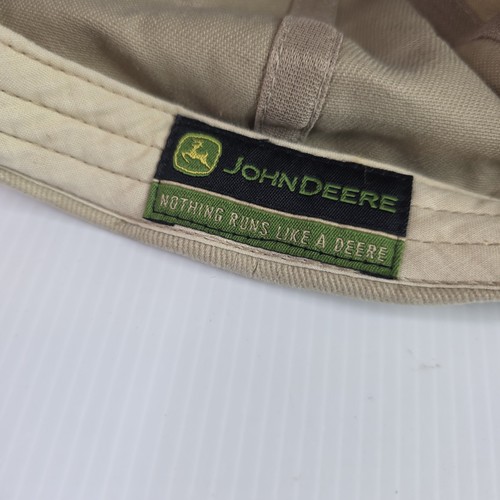 JOHN DEERE
NOTHING RUNS LIKE A DEERE